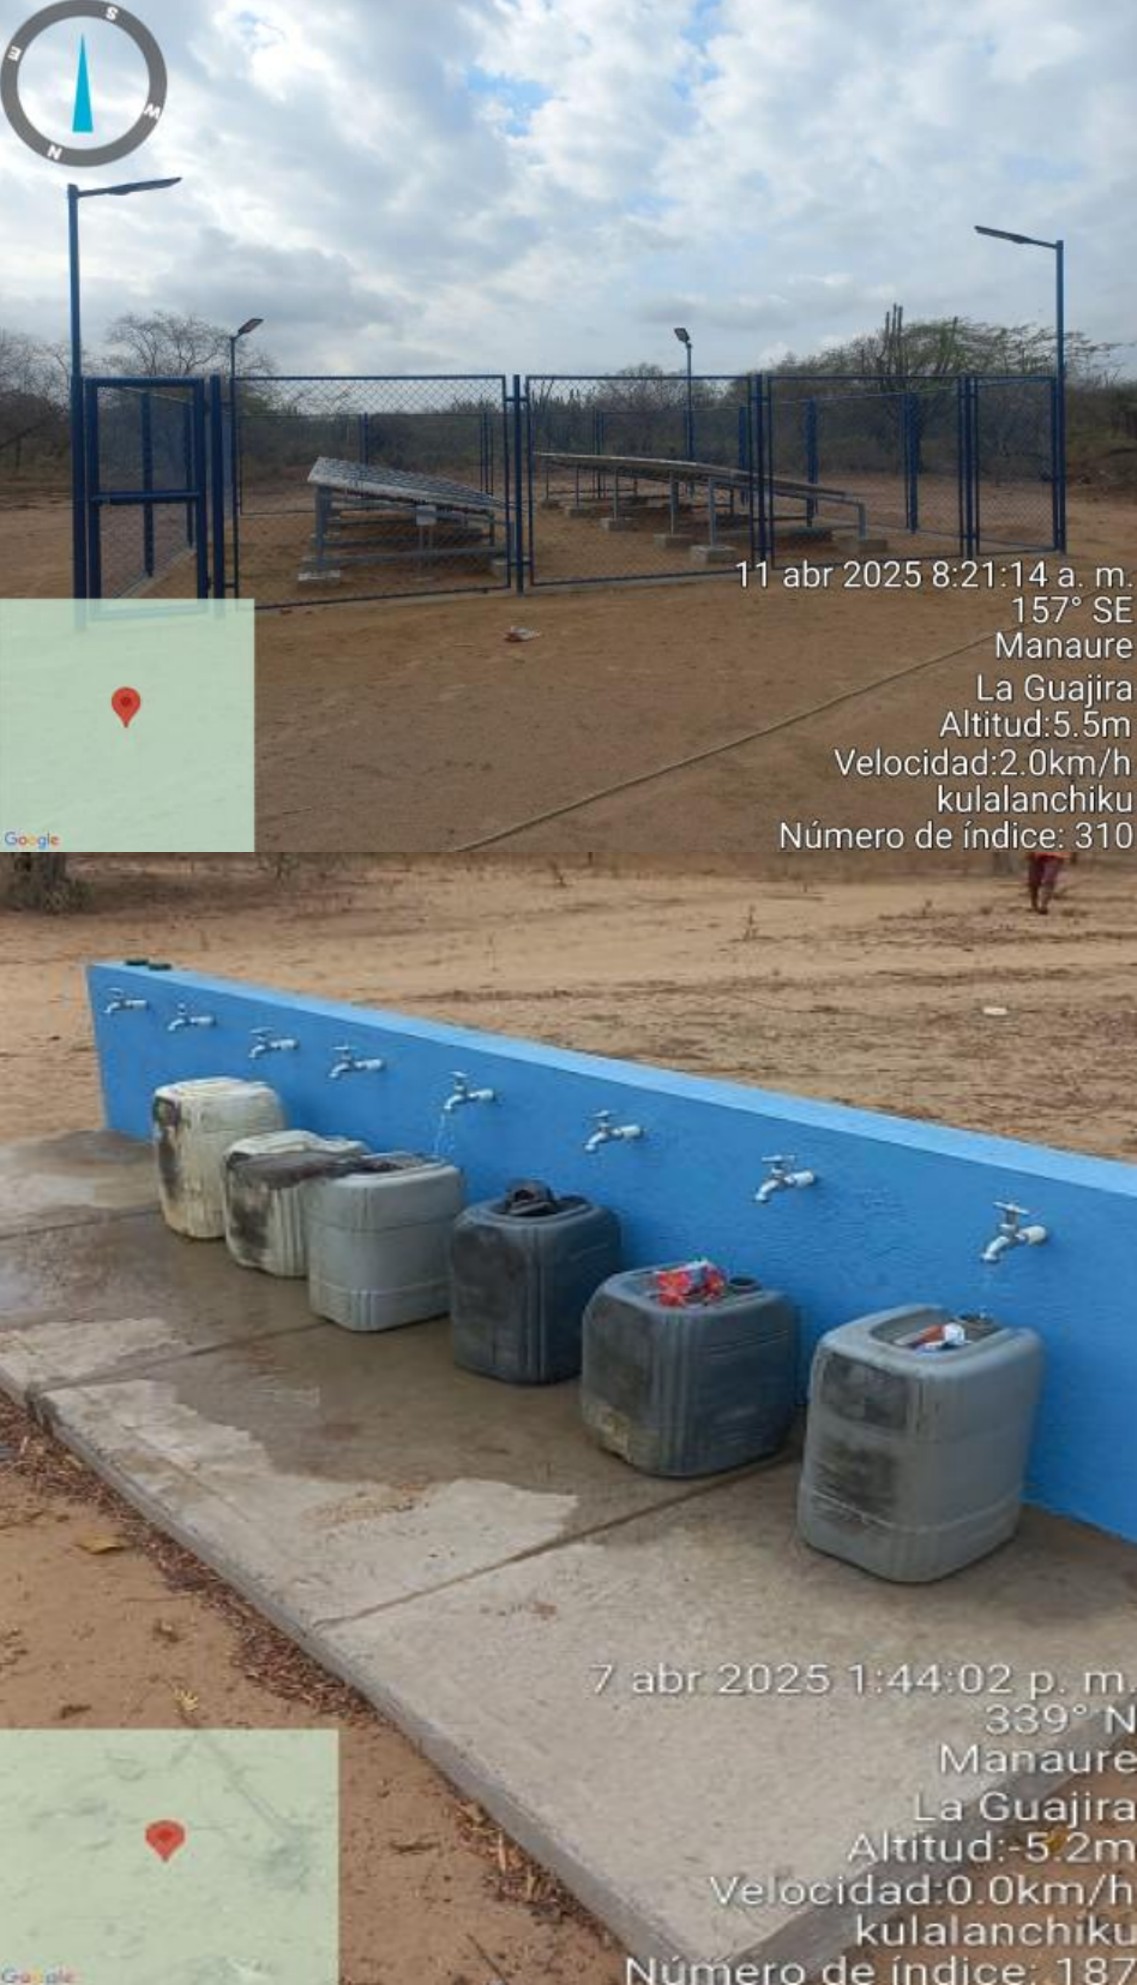 S
E
W
N
11 abr 2025 8:21:14 a. m.
157° SE
Manaure
La Guajira
Altitud:5.5m
Velocidad:2.0km/h
kulalanchiku
Número de índice: 310
Google
7 abr 2025 1:44:02 p. m.
339° N
Manaure
La Guajira
Altitud:-5.2m
Velocidad:0.0km/h
kulalanchiku
Número de índice: 187
Google